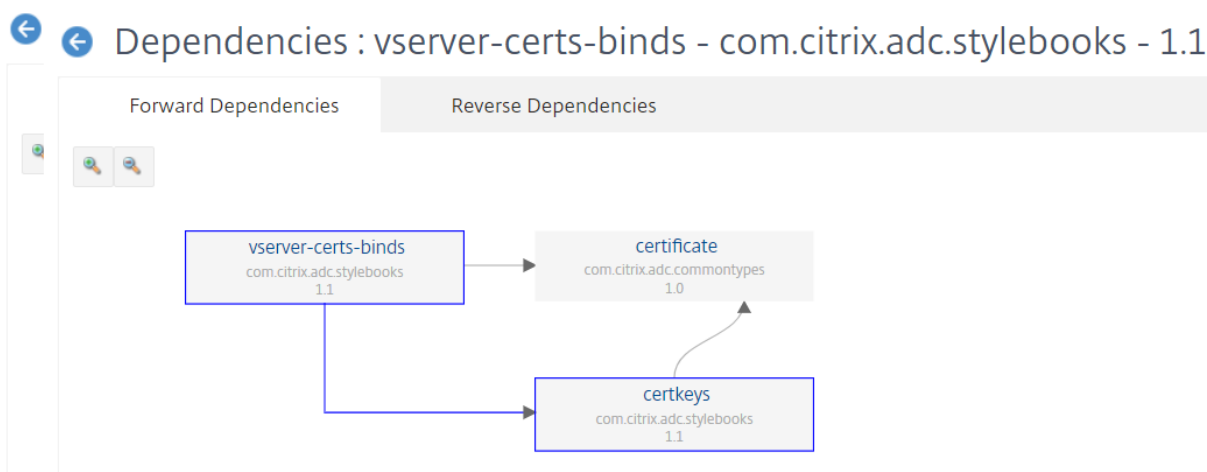 Dependencies : vserver-certs-binds - com.citrix.adc.stylebooks - 1.1
Forward Dependencies
Reverse Dependencies
vserver-certs-binds
com.citrix.adc.stylebooks
1.1
certificate
com.citrix.adc.commontypes
1.0
certkeys
com.citrix.adc.stylebooks
1.1